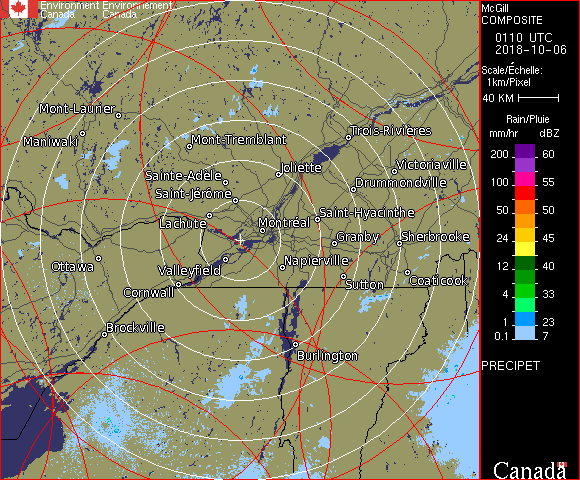 Environment Environnement
Canada Canada
McGill
COMPOSITE
0110 UTC
2018-10-06
Scale/Échelle:
1km/Pixel
40 KM
Rain/Pluie
mm/hr dBZ
200 60
100 55
50 50
24 45
12 40
4 33
1 23
0.1 7
PRECIPET
Canada
Mont-Laurier
Maniwaki
Mont-Tremblant
Trois-Rivières
Joliette
Victoriaville
Sainte-Adèle
Drummondville
Saint-Jérôme
Lachute
Saint-Hyacinthe
Montréal
Granby
Sherbrooke
Ottawa
Valleyfield
Napierville
Cornwall
Sutton
Coaticook
Brockville
Burlington